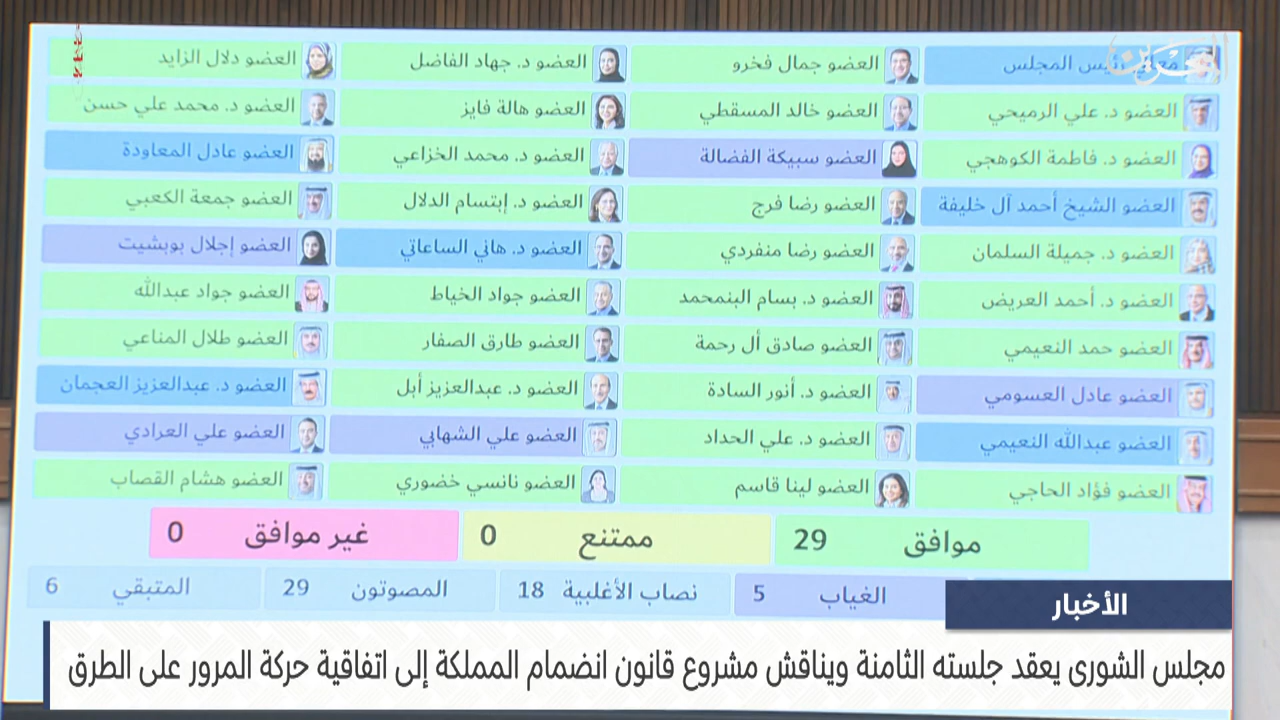 البحرين
معالي رئيس المجلس العضو جمال فخرو العضو د. جهاد الفاضل العضو دلال الزايد
العضو د. علي الرميحي العضو خالد المسقطي العضو هالة فايز العضو د. محمد علي حسن
العضو د. فاطمة الكوهجي العضو سبيكة الفضالة العضو د. محمد الخزاعي العضو عادل المعاودة
العضو الشيخ أحمد آل خليفة العضو رضا فرج العضو د. إبتسام الدلال العضو جمعة الكعبي
العضو د. جميلة السلمان العضو رضا منفردي العضو د. هاني الساعاتي العضو إجلال بوبشيت
العضو د. أحمد العريض العضو د. بسام البنمحمد العضو جواد الخياط العضو جواد عبدالله
العضو حمد النعيمي العضو صادق أل رحمة العضو طارق الصفار العضو طلال المناعي
العضو عادل العسومي العضو د. أنور السادة العضو د. عبدالعزيز أبل العضو د. عبدالعزيز العجمان
العضو عبدالله النعيمي العضو د. علي الحداد العضو علي الشهابي العضو علي العرادي
العضو فؤاد الحاجي العضو لينا قاسم العضو نانسي خضوري العضو هشام القصاب
موافق 29 ممتنع 0 غير موافق 0
الغياب 5 نصاب الأغلبية 18 المصوتون 29 المتبقي 6
الأخبار
مجلس الشورى يعقد جلسته الثامنة ويناقش مشروع قانون انضمام المملكة إلى اتفاقية حركة المرور على الطرق